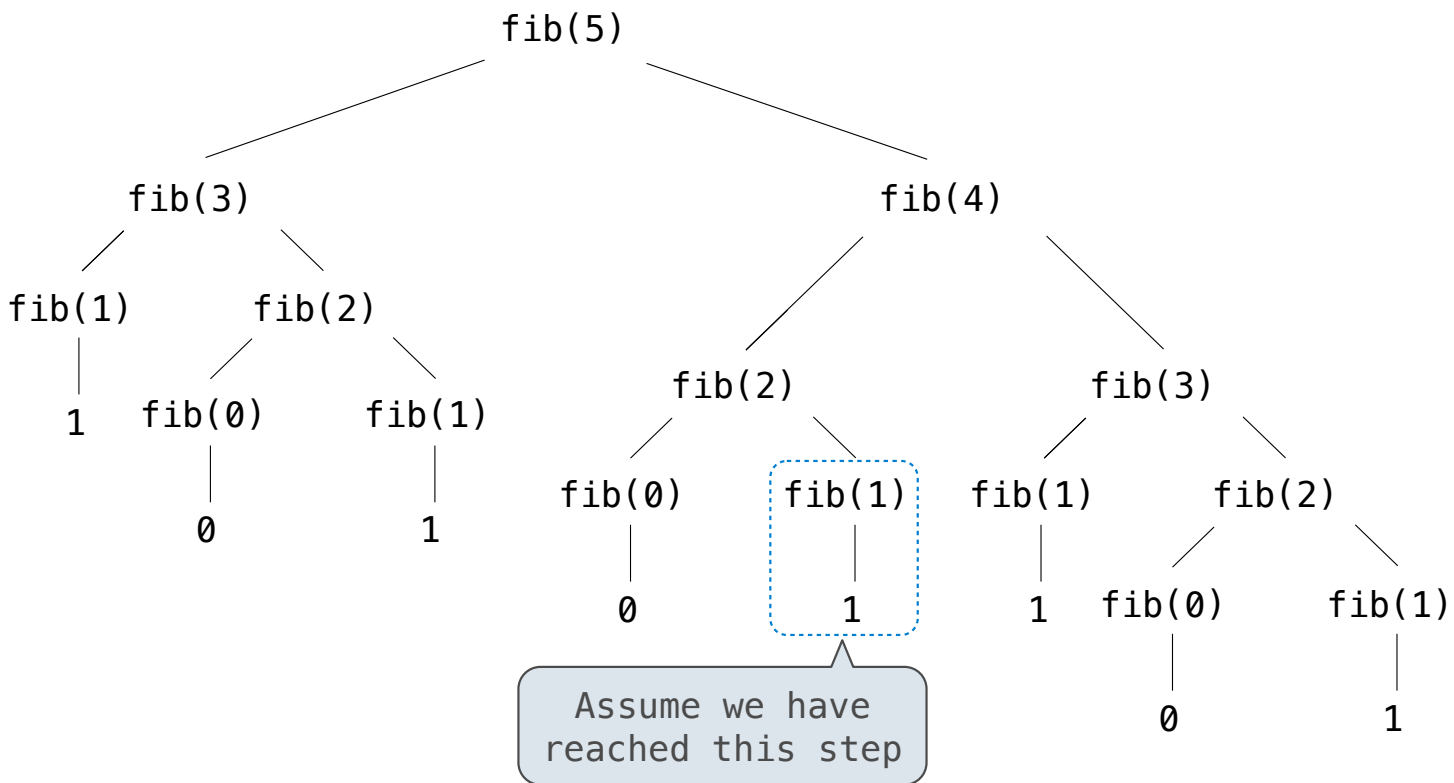 fib(5)
fib(3) fib(4)
fib(1) fib(2)
fib(2) fib(3)
1 fib(0) fib(1)
fib(0) fib(1) fib(1) fib(2)
0 1
0 1 1 fib(0) fib(1)
Assume we have
reached this step
0 1